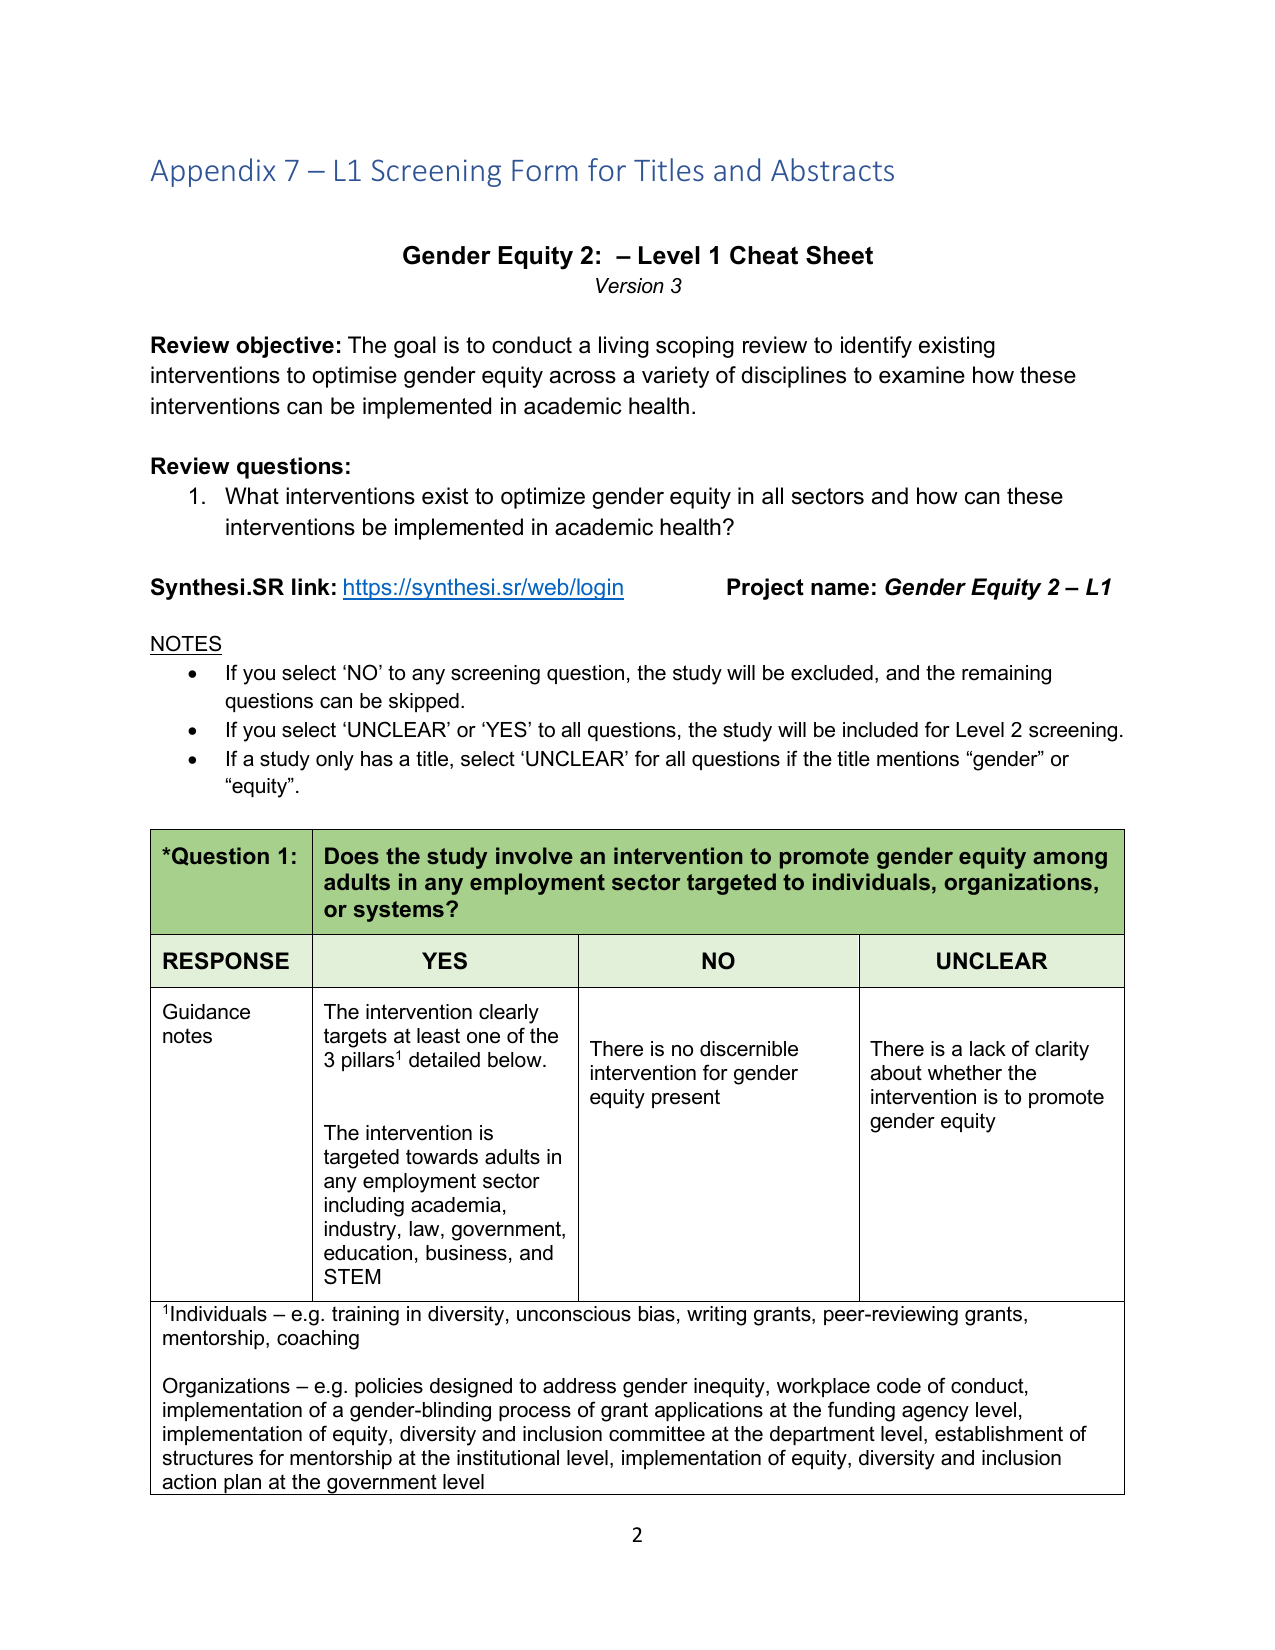 Appendix 7 – L1 Screening Form for Titles and Abstracts
Gender Equity 2:  – Level 1 Cheat Sheet
Version 3
Review objective: The goal is to conduct a living scoping review to identify existing
interventions to optimise gender equity across a variety of disciplines to examine how these
interventions can be implemented in academic health.
Review questions:
1. What interventions exist to optimize gender equity in all sectors and how can these
interventions be implemented in academic health?
Synthesi.SR link: https://synthesi.sr/web/login Project name: Gender Equity 2 – L1
NOTES
• If you select ‘NO’ to any screening question, the study will be excluded, and the remaining
questions can be skipped.
• If you select ‘UNCLEAR’ or ‘YES’ to all questions, the study will be included for Level 2 screening.
• If a study only has a title, select ‘UNCLEAR’ for all questions if the title mentions “gender” or
“equity”.
*Question 1: Does the study involve an intervention to promote gender equity among
adults in any employment sector targeted to individuals, organizations,
or systems?
RESPONSE YES NO UNCLEAR
Guidance
notes
The intervention clearly
targets at least one of the
3 pillars¹ detailed below.
The intervention is
targeted towards adults in
any employment sector
including academia,
industry, law, government,
education, business, and
STEM
There is no discernible
intervention for gender
equity present
There is a lack of clarity
about whether the
intervention is to promote
gender equity
¹Individuals – e.g. training in diversity, unconscious bias, writing grants, peer-reviewing grants,
mentorship, coaching
Organizations – e.g. policies designed to address gender inequity, workplace code of conduct,
implementation of a gender-blinding process of grant applications at the funding agency level,
implementation of equity, diversity and inclusion committee at the department level, establishment of
structures for mentorship at the institutional level, implementation of equity, diversity and inclusion
action plan at the government level
2